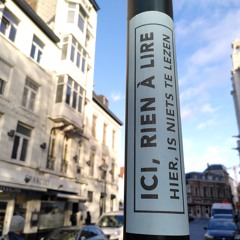 ICI, RIEN À LIRE
HIER, IS NIETS TE LEZEN